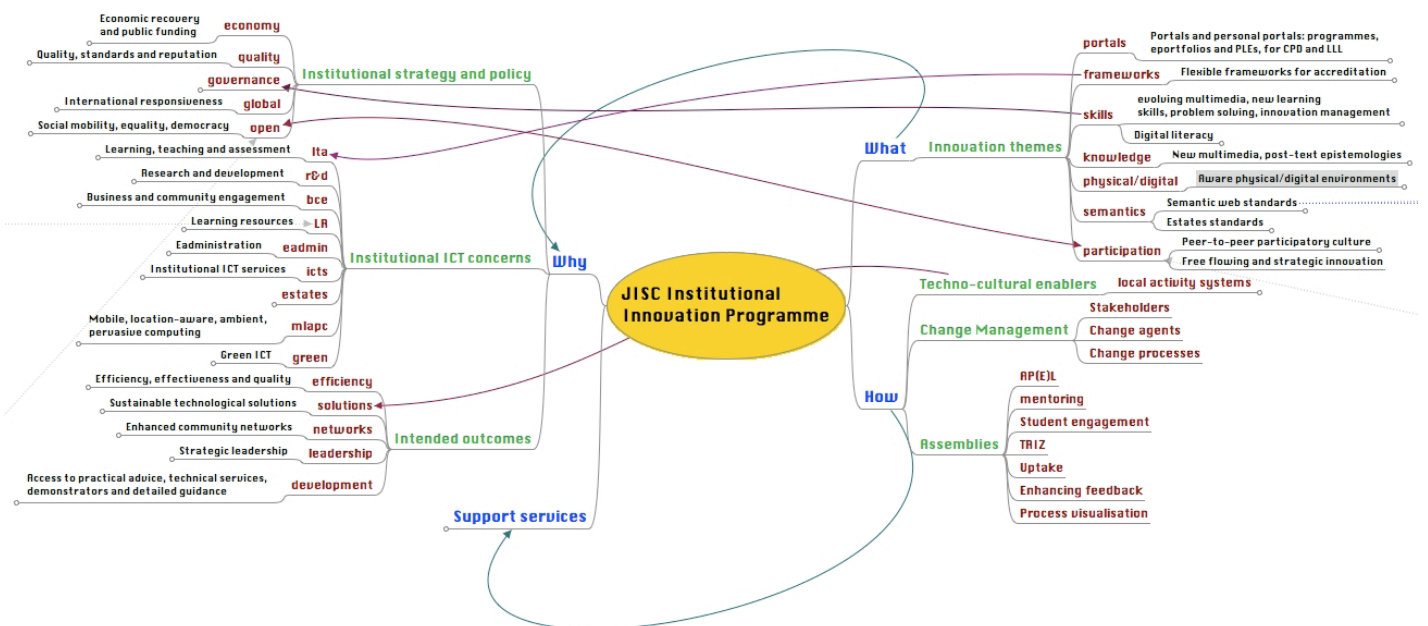 JISC Institutional
Innovation Programme
Why
Institutional strategy and policy
economy
Economic recovery
and public funding
quality
Quality, standards and reputation
governance
global
International responsiveness
open
Social mobility, equality, democracy
Institutional ICT concerns
lta
Learning, teaching and assessment
r&d
Research and development
bce
Business and community engagement
LR
Learning resources
eadmin
Eadministration
icts
Institutional ICT services
estates
mlapc
Mobile, location-aware, ambient,
pervasive computing
green
Green ICT
Intended outcomes
efficiency
Efficiency, effectiveness and quality
solutions
Sustainable technological solutions
networks
Enhanced community networks
leadership
Strategic leadership
development
Access to practical advice, technical services,
demonstrators and detailed guidance
Support services
What
Innovation themes
portals
Portals and personal portals: programmes,
eportfolios and PLEs, for CPD and LLL
frameworks
Flexible frameworks for accreditation
skills
evolving multimedia, new learning
skills, problem solving, innovation management
Digital literacy
knowledge
New multimedia, post-text epistemologies
physical/digital
Aware physical/digital environments
semantics
Semantic web standards
Estates standards
participation
Peer-to-peer participatory culture
Free flowing and strategic innovation
How
Techno-cultural enablers
local activity systems
Change Management
Stakeholders
Change agents
Change processes
Assemblies
AP(E)L
mentoring
Student engagement
TRIZ
Uptake
Enhancing feedback
Process visualisation